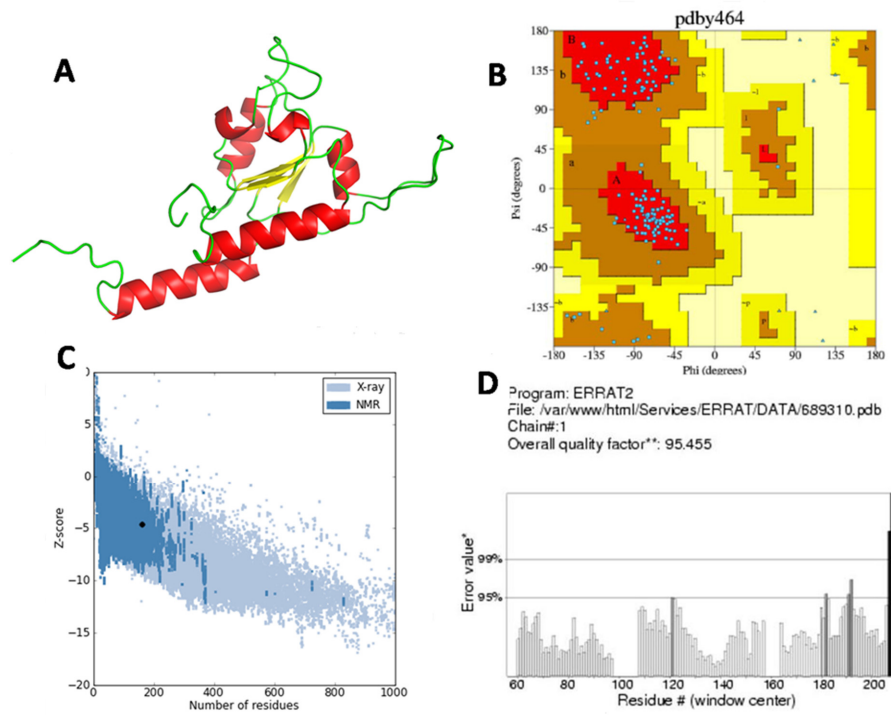 A
B
pdby464
180
135
90
45
0
-45
-90
-135
Psi (degrees)
B
b
~b
~l
l
L
a
A
~a
~b
~p
p
~b
b
~b
b
-180
-135
-90
-45
0
45
90
135
180
Phi (degrees)
C
5
0
-5
-10
-15
-20
Z-score
X-ray
NMR
0
200
400
600
800
1000
Number of residues
D
Program: ERRAT2
File: /var/www/html/Services/ERRAT/DATA/689310.pdb
Chain#:1
Overall quality factor**: 95.455
Error value*
99%
95%
60
80
100
120
140
160
180
200
Residue # (window center)